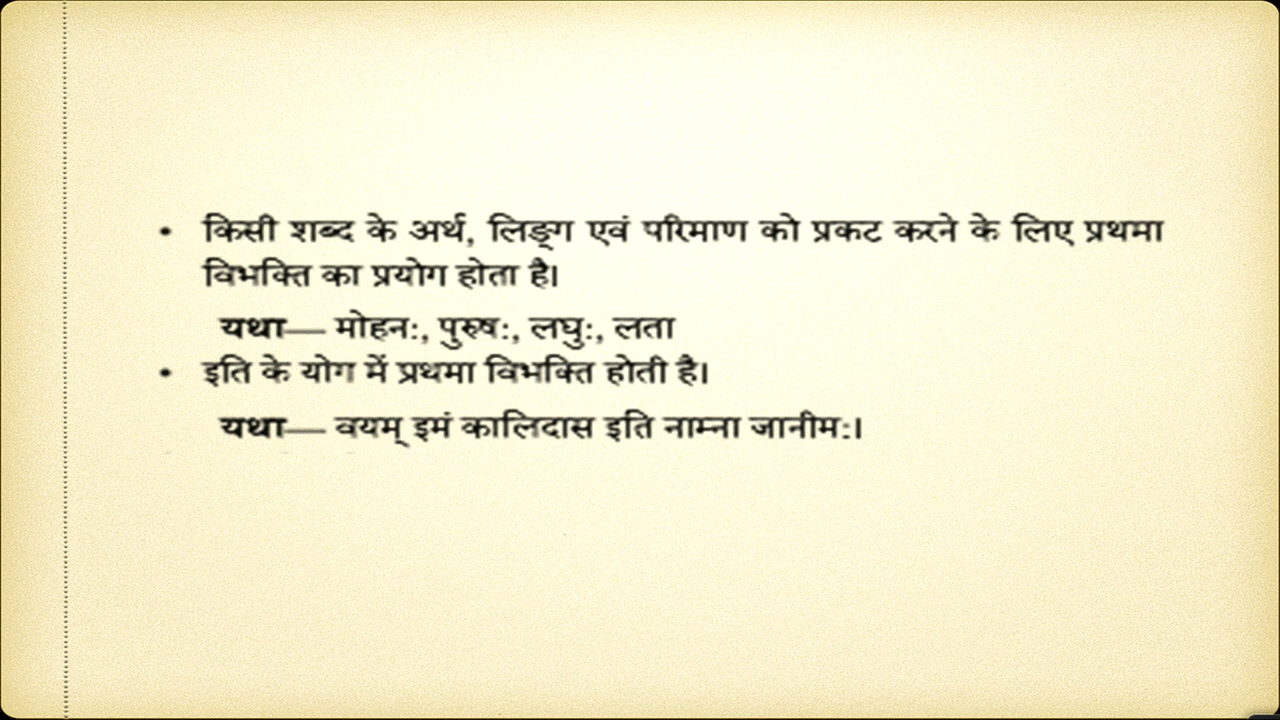 • किसी शब्द के अर्थ, लिङ्ग एवं परिमाण को प्रकट करने के लिए प्रथमा
विभक्ति का प्रयोग होता है।
यथा— मोहनः, पुरुषः, लघुः, लता
• इति के योग में प्रथमा विभक्ति होती है।
यथा— वयम् इमं कालिदास इति नाम्ना जानीमः।